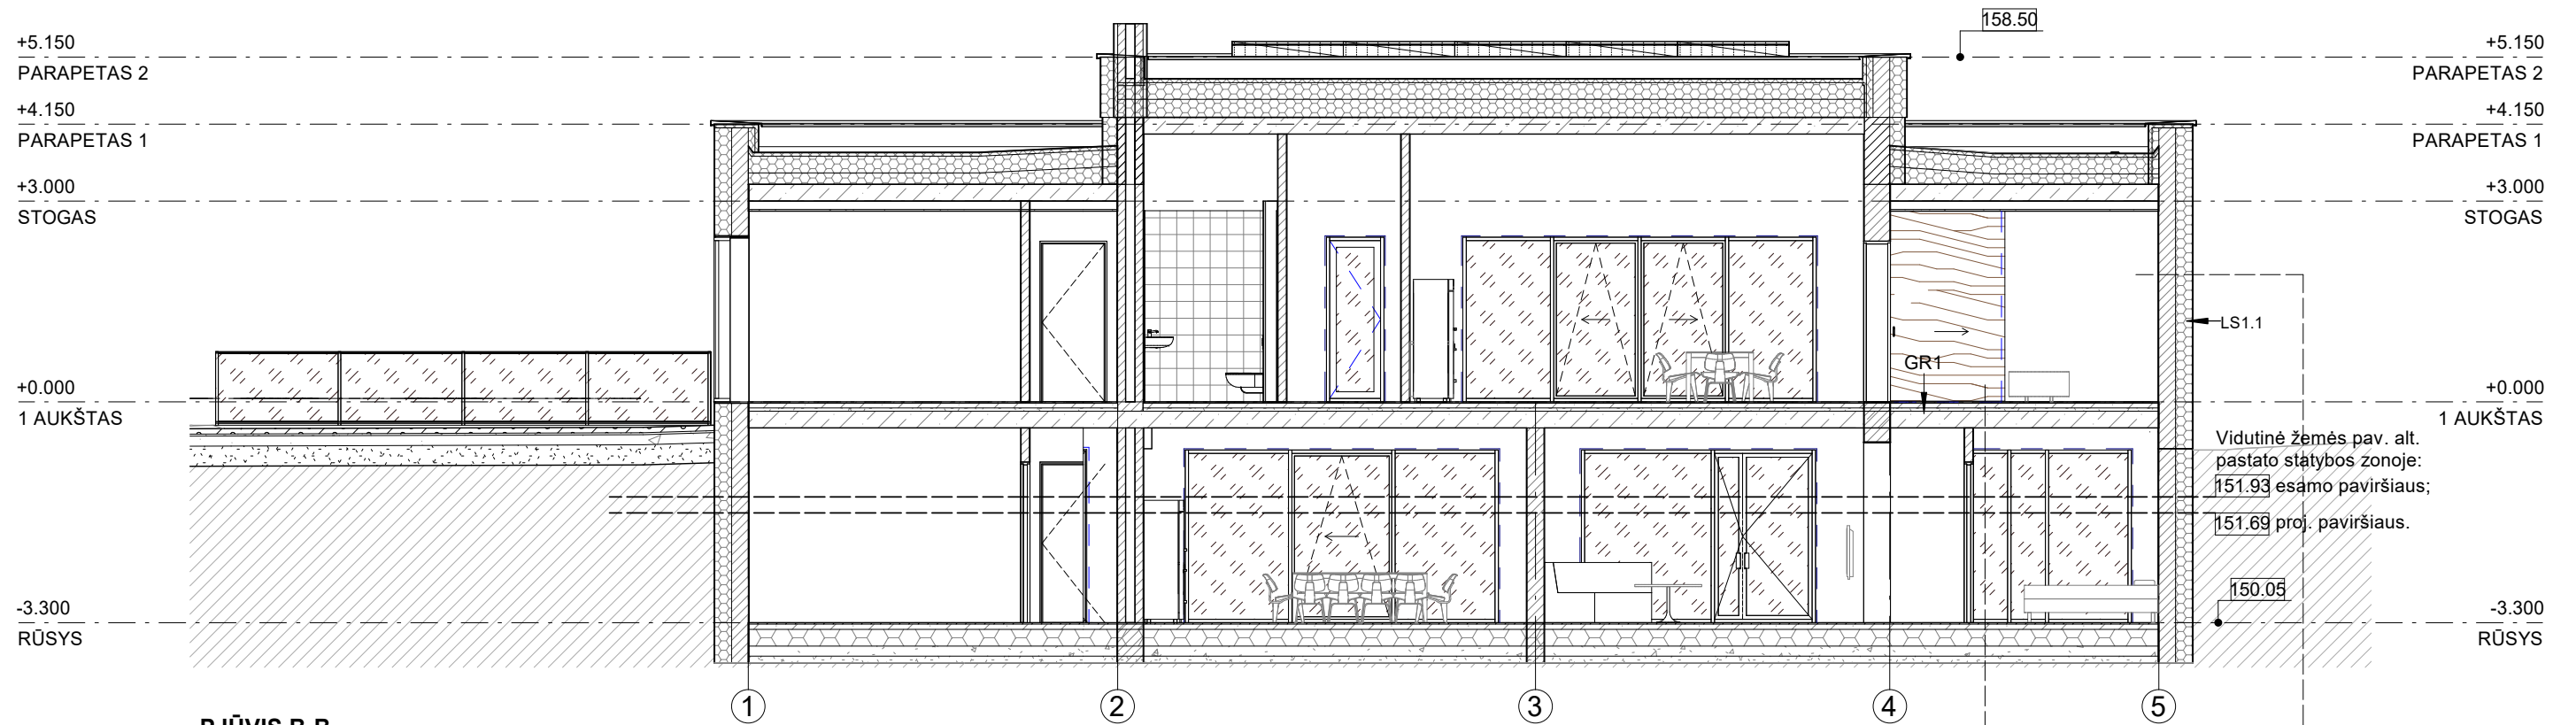 158.50
+5.150
PARAPETAS 2
+5.150
PARAPETAS 2
+4.150
PARAPETAS 1
+4.150
PARAPETAS 1
+3.000
STOGAS
+3.000
STOGAS
LS1.1
GR1
+0.000
1 AUKŠTAS
+0.000
1 AUKŠTAS
Vidutinė žemės pav. alt.
pastato statybos zonoje:
151.93 esamo paviršiaus;
151.69 proj. paviršiaus.
150.05
-3.300
RŪSYS
-3.300
RŪSYS
1
2
3
4
5